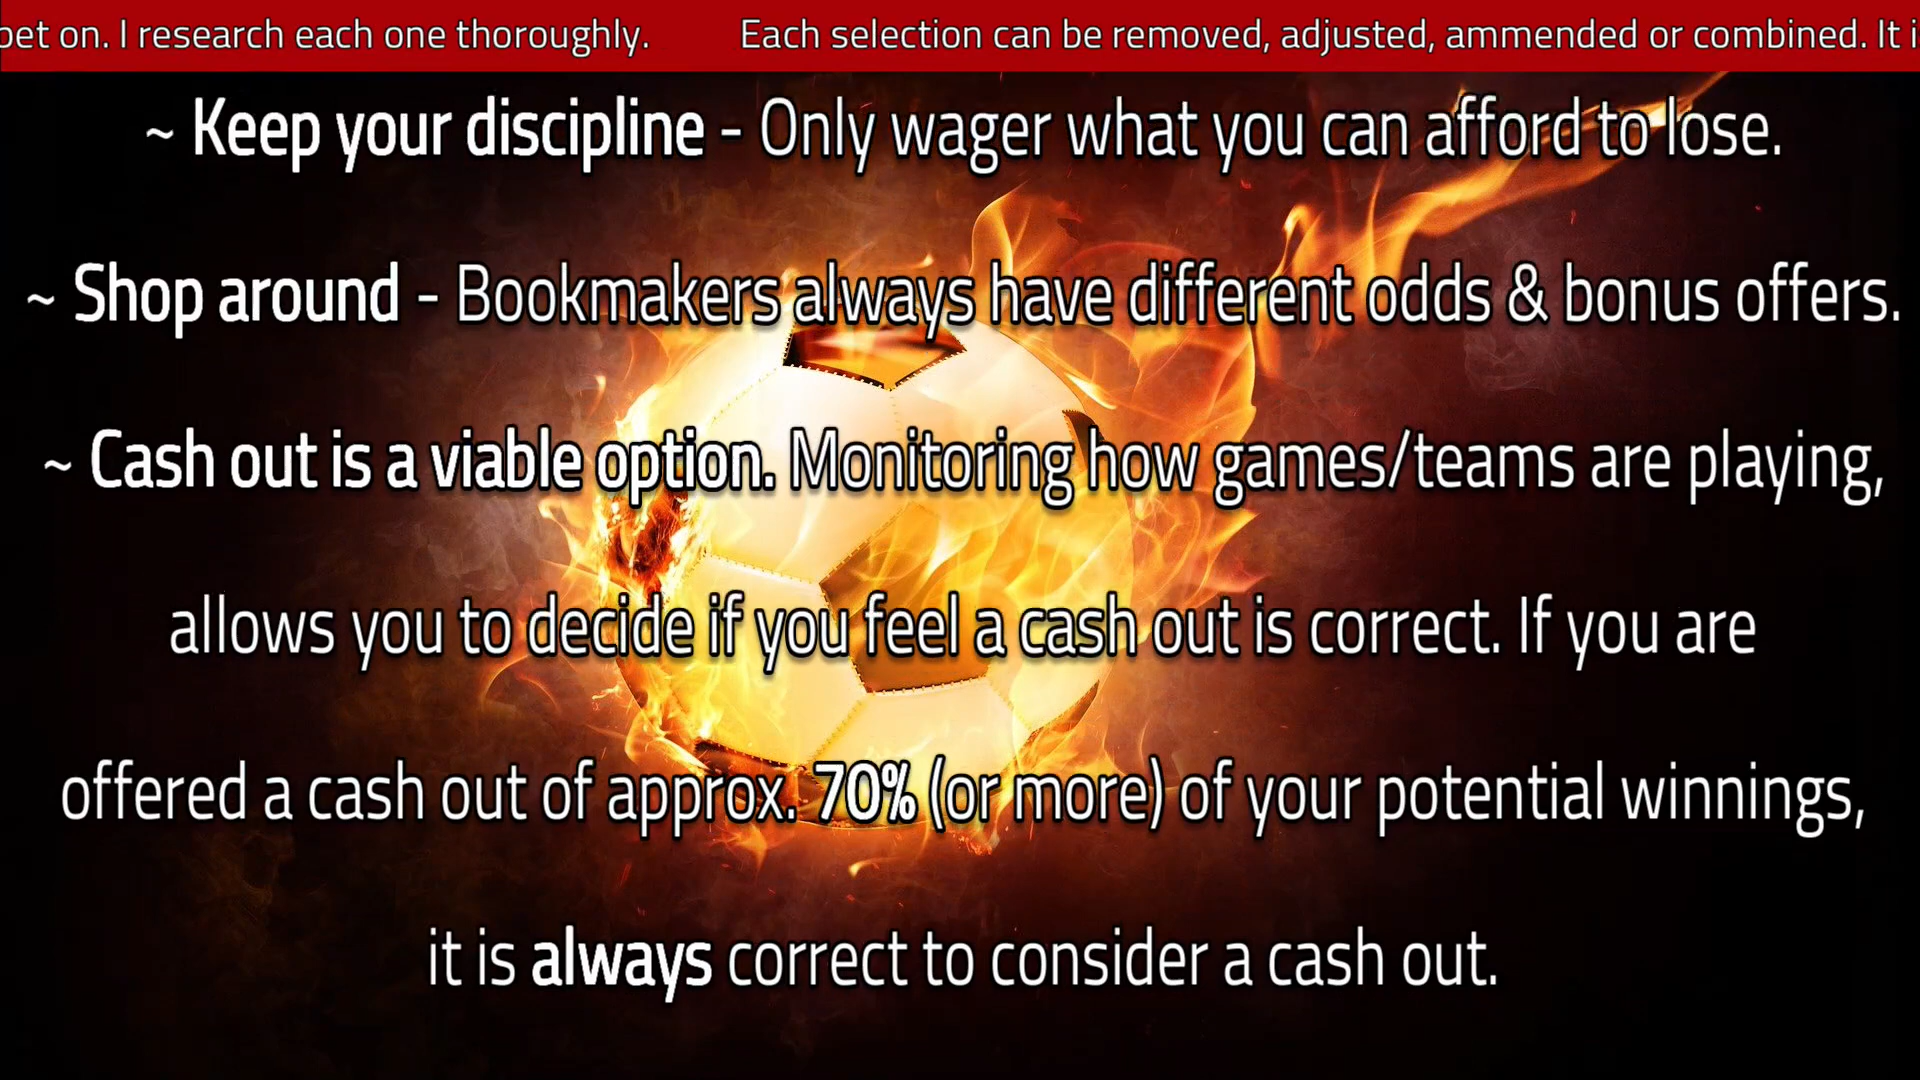 bet on. I research each one thoroughly. Each selection can be removed, adjusted, ammended or combined. It
~ Keep your discipline - Only wager what you can afford to lose.
~ Shop around - Bookmakers always have different odds & bonus offers.
~ Cash out is a viable option. Monitoring how games/teams are playing,
allows you to decide if you feel a cash out is correct. If you are
offered a cash out of approx. 70% (or more) of your potential winnings,
it is always correct to consider a cash out.